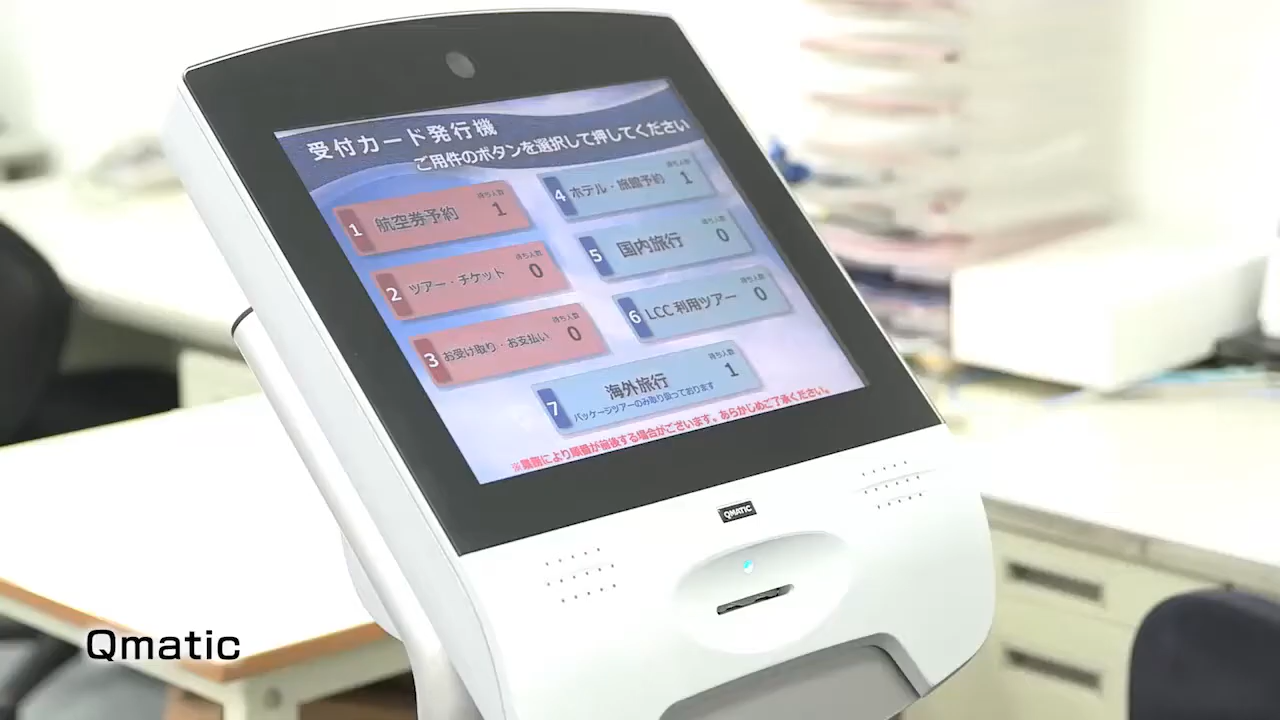 受付カード発行機
ご用件のボタンを選択して押してください
1 航空券予約 待ち人数 1
2 ツアー・チケット 待ち人数 0
3 お受け取り・お支払い 待ち人数 0
4 ホテル・旅館予約 待ち人数 1
5 国内旅行 待ち人数 0
6 LCC利用ツアー 待ち人数 0
7 海外旅行 待ち人数 1
パッケージツアーのみ取り扱っております
※業務により順番が前後する場合がございます。あらかじめご了承ください。
QMATIC
Qmatic